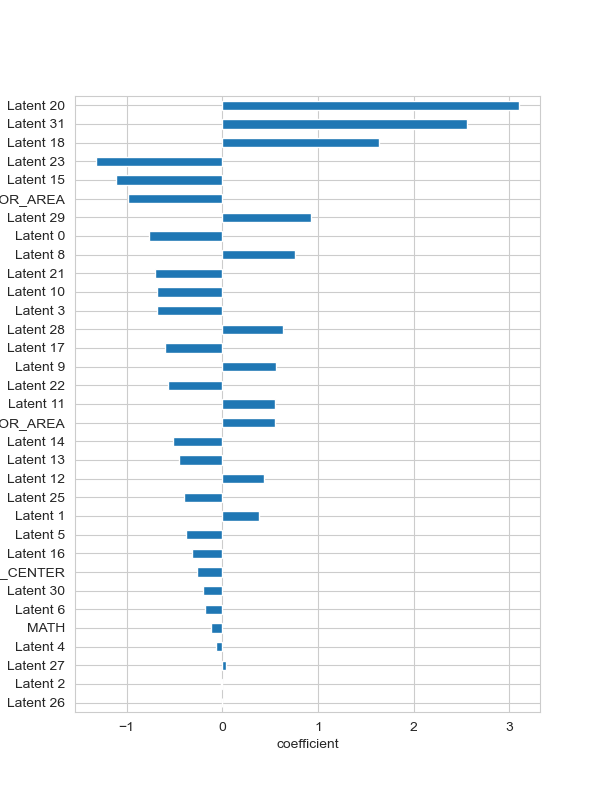 Latent 20
Latent 31
Latent 18
Latent 23
Latent 15
OR_AREA
Latent 29
Latent 0
Latent 8
Latent 21
Latent 10
Latent 3
Latent 28
Latent 17
Latent 9
Latent 22
Latent 11
OR_AREA
Latent 14
Latent 13
Latent 12
Latent 25
Latent 1
Latent 5
Latent 16
_CENTER
Latent 30
Latent 6
MATH
Latent 4
Latent 27
Latent 2
Latent 26
−1 0 1 2 3
coefficient